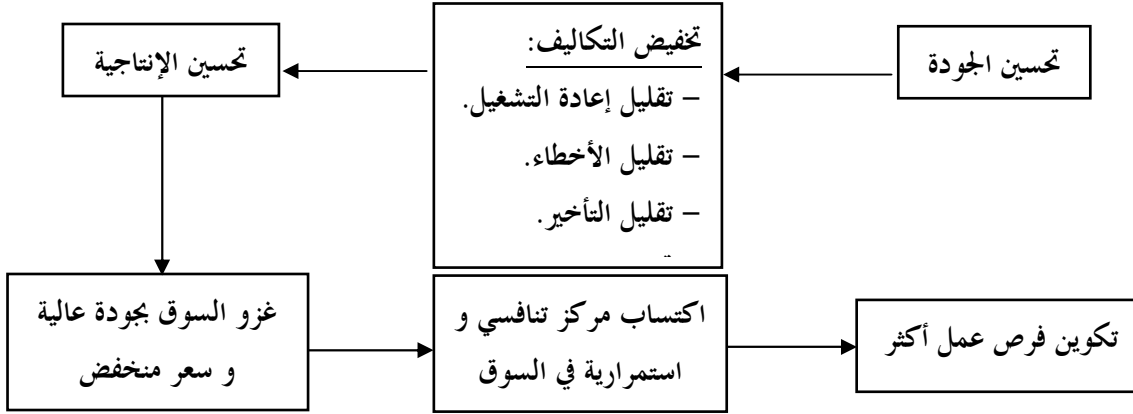 تحسين الجودة
تخفيض التكاليف:
– تقليل إعادة التشغيل.
– تقليل الأخطاء.
– تقليل التأخير.
تحسين الإنتاجية
غزو السوق بجودة عالية
و سعر منخفض
اكتساب مركز تنافسي و
استمرارية في السوق
تكوين فرص عمل أكثر